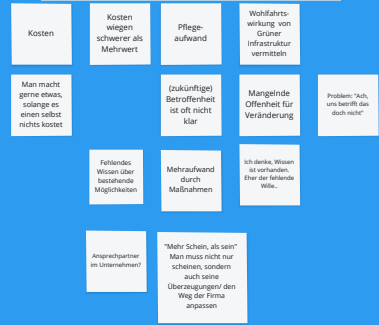 Kosten
Kosten
wiegen
schwerer als
Mehrwert
Pflege-
aufwand
Wohlfahrts-
wirkung von
Grüner
Infrastruktur
vermitteln
Man macht
gerne etwas,
solange es
einen selbst
nichts kostet
(zukünftige)
Betroffenheit
ist oft nicht
klar
Mangelnde
Offenheit für
Veränderung
Problem: "Ach,
uns betrifft das
doch nicht"
Fehlendes
Wissen über
bestehende
Möglichkeiten
Mehraufwand
durch
Maßnahmen
Ich denke, Wissen
ist vorhanden.
Eher der fehlende
Wille..
Ansprechpartner
im Unternehmen?
"Mehr Schein, als sein"
Man muss nicht nur
scheinen, sondern
auch seine
Überzeugungen/ den
Weg der Firma
anpassen